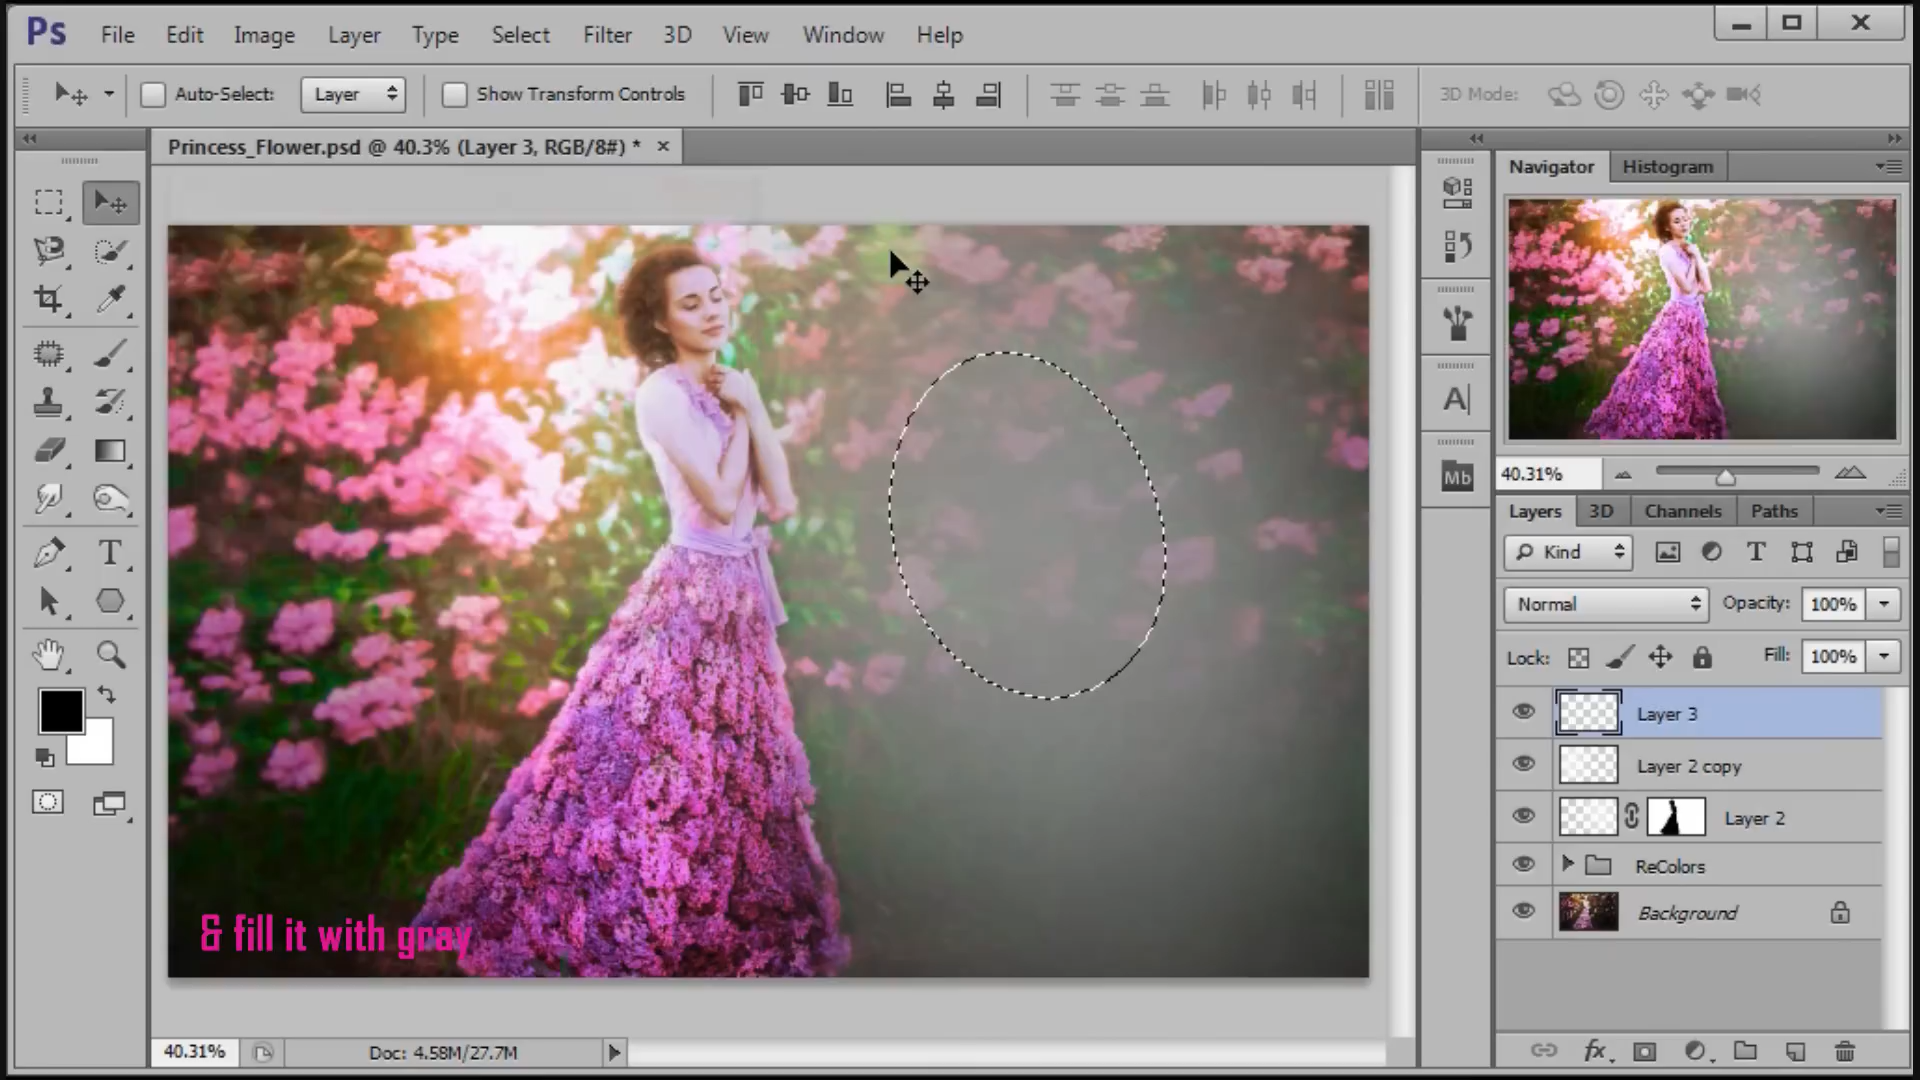 Ps File Edit Image Layer Type Select Filter 3D View Window Help
Auto-Select: Layer Show Transform Controls 3D Mode:
Princess_Flower.psd @ 40.3% (Layer 3, RGB/8#) * ×
Navigator Histogram
40.31%
Layers 3D Channels Paths
Kind
Normal Opacity: 100%
Lock: Fill: 100%
Layer 3
Layer 2 copy
Layer 2
ReColors
Background
A
Mb
T
& fill it with gray
40.31% Doc: 4.58M/27.7M
fx